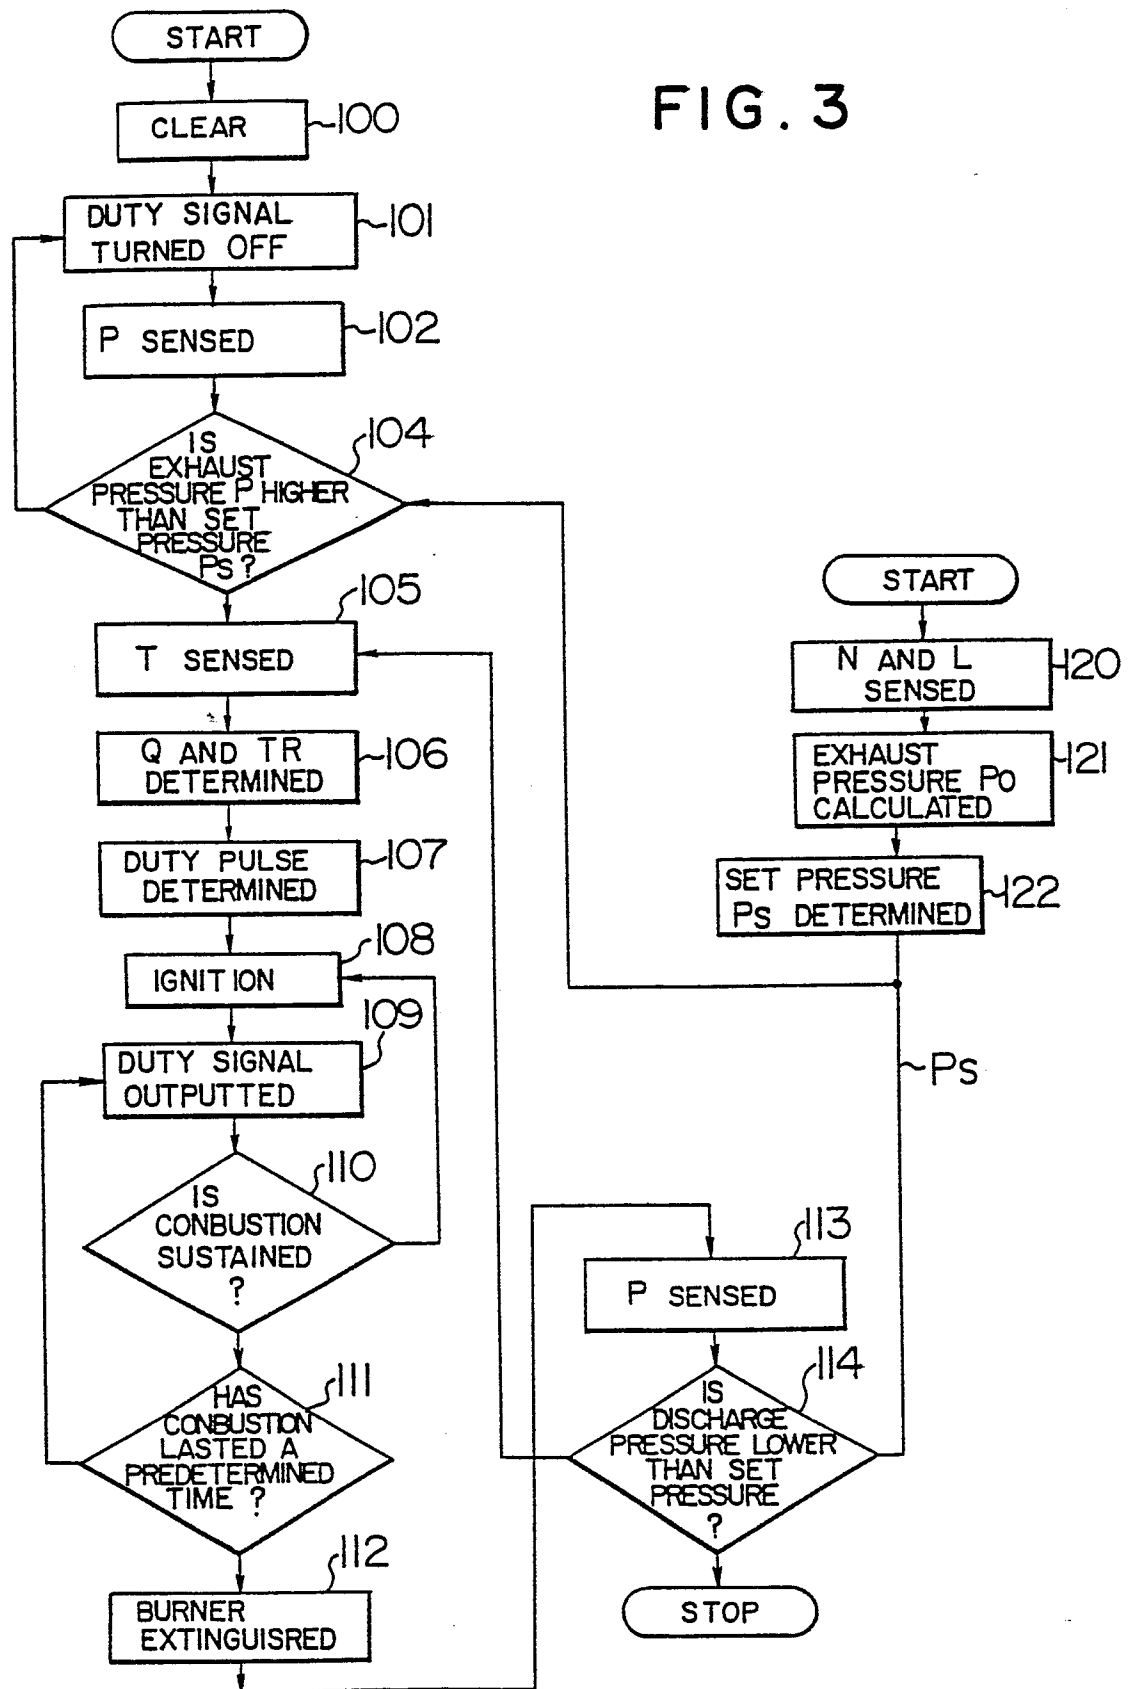 FIG. 3
START
CLEAR
100
DUTY SIGNAL
TURNED OFF
101
P SENSED
102
IS
EXHAUST
PRESSURE P HIGHER
THAN SET
PRESSURE
Ps ?
104
T SENSED
105
Q AND TR
DETERMINED
106
DUTY PULSE
DETERMINED
107
IGNITION
108
DUTY SIGNAL
OUTPUTTED
109
IS
CONBUSTION
SUSTAINED
?
110
HAS
CONBUSTION
LASTED A
PREDETERMINED
TIME ?
111
BURNER
EXTINGUISRED
112
START
N AND L
SENSED
120
EXHAUST
PRESSURE Po
CALCULATED
121
SET PRESSURE
Ps DETERMINED
122
Ps
P SENSED
113
IS
DISCHARGE
PRESSURE LOWER
THAN SET
PRESSURE
?
114
STOP